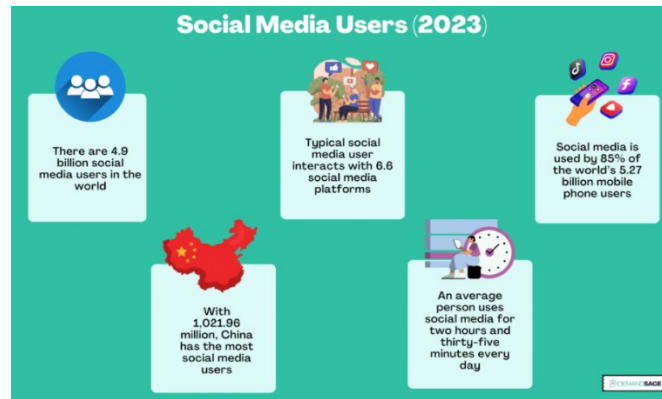 Social Media Users (2023)
There are 4.9
billion social
media users in the
world
Typical social
media user
interacts with 6.6
social media
platforms
Social media is
used by 85% of
the world's 5.27
billion mobile
phone users
With
1,021.96
million, China
has the most
social media
users
An average
person uses
social media for
two hours and
thirty-five
minutes every
day
DEMANDSAGE